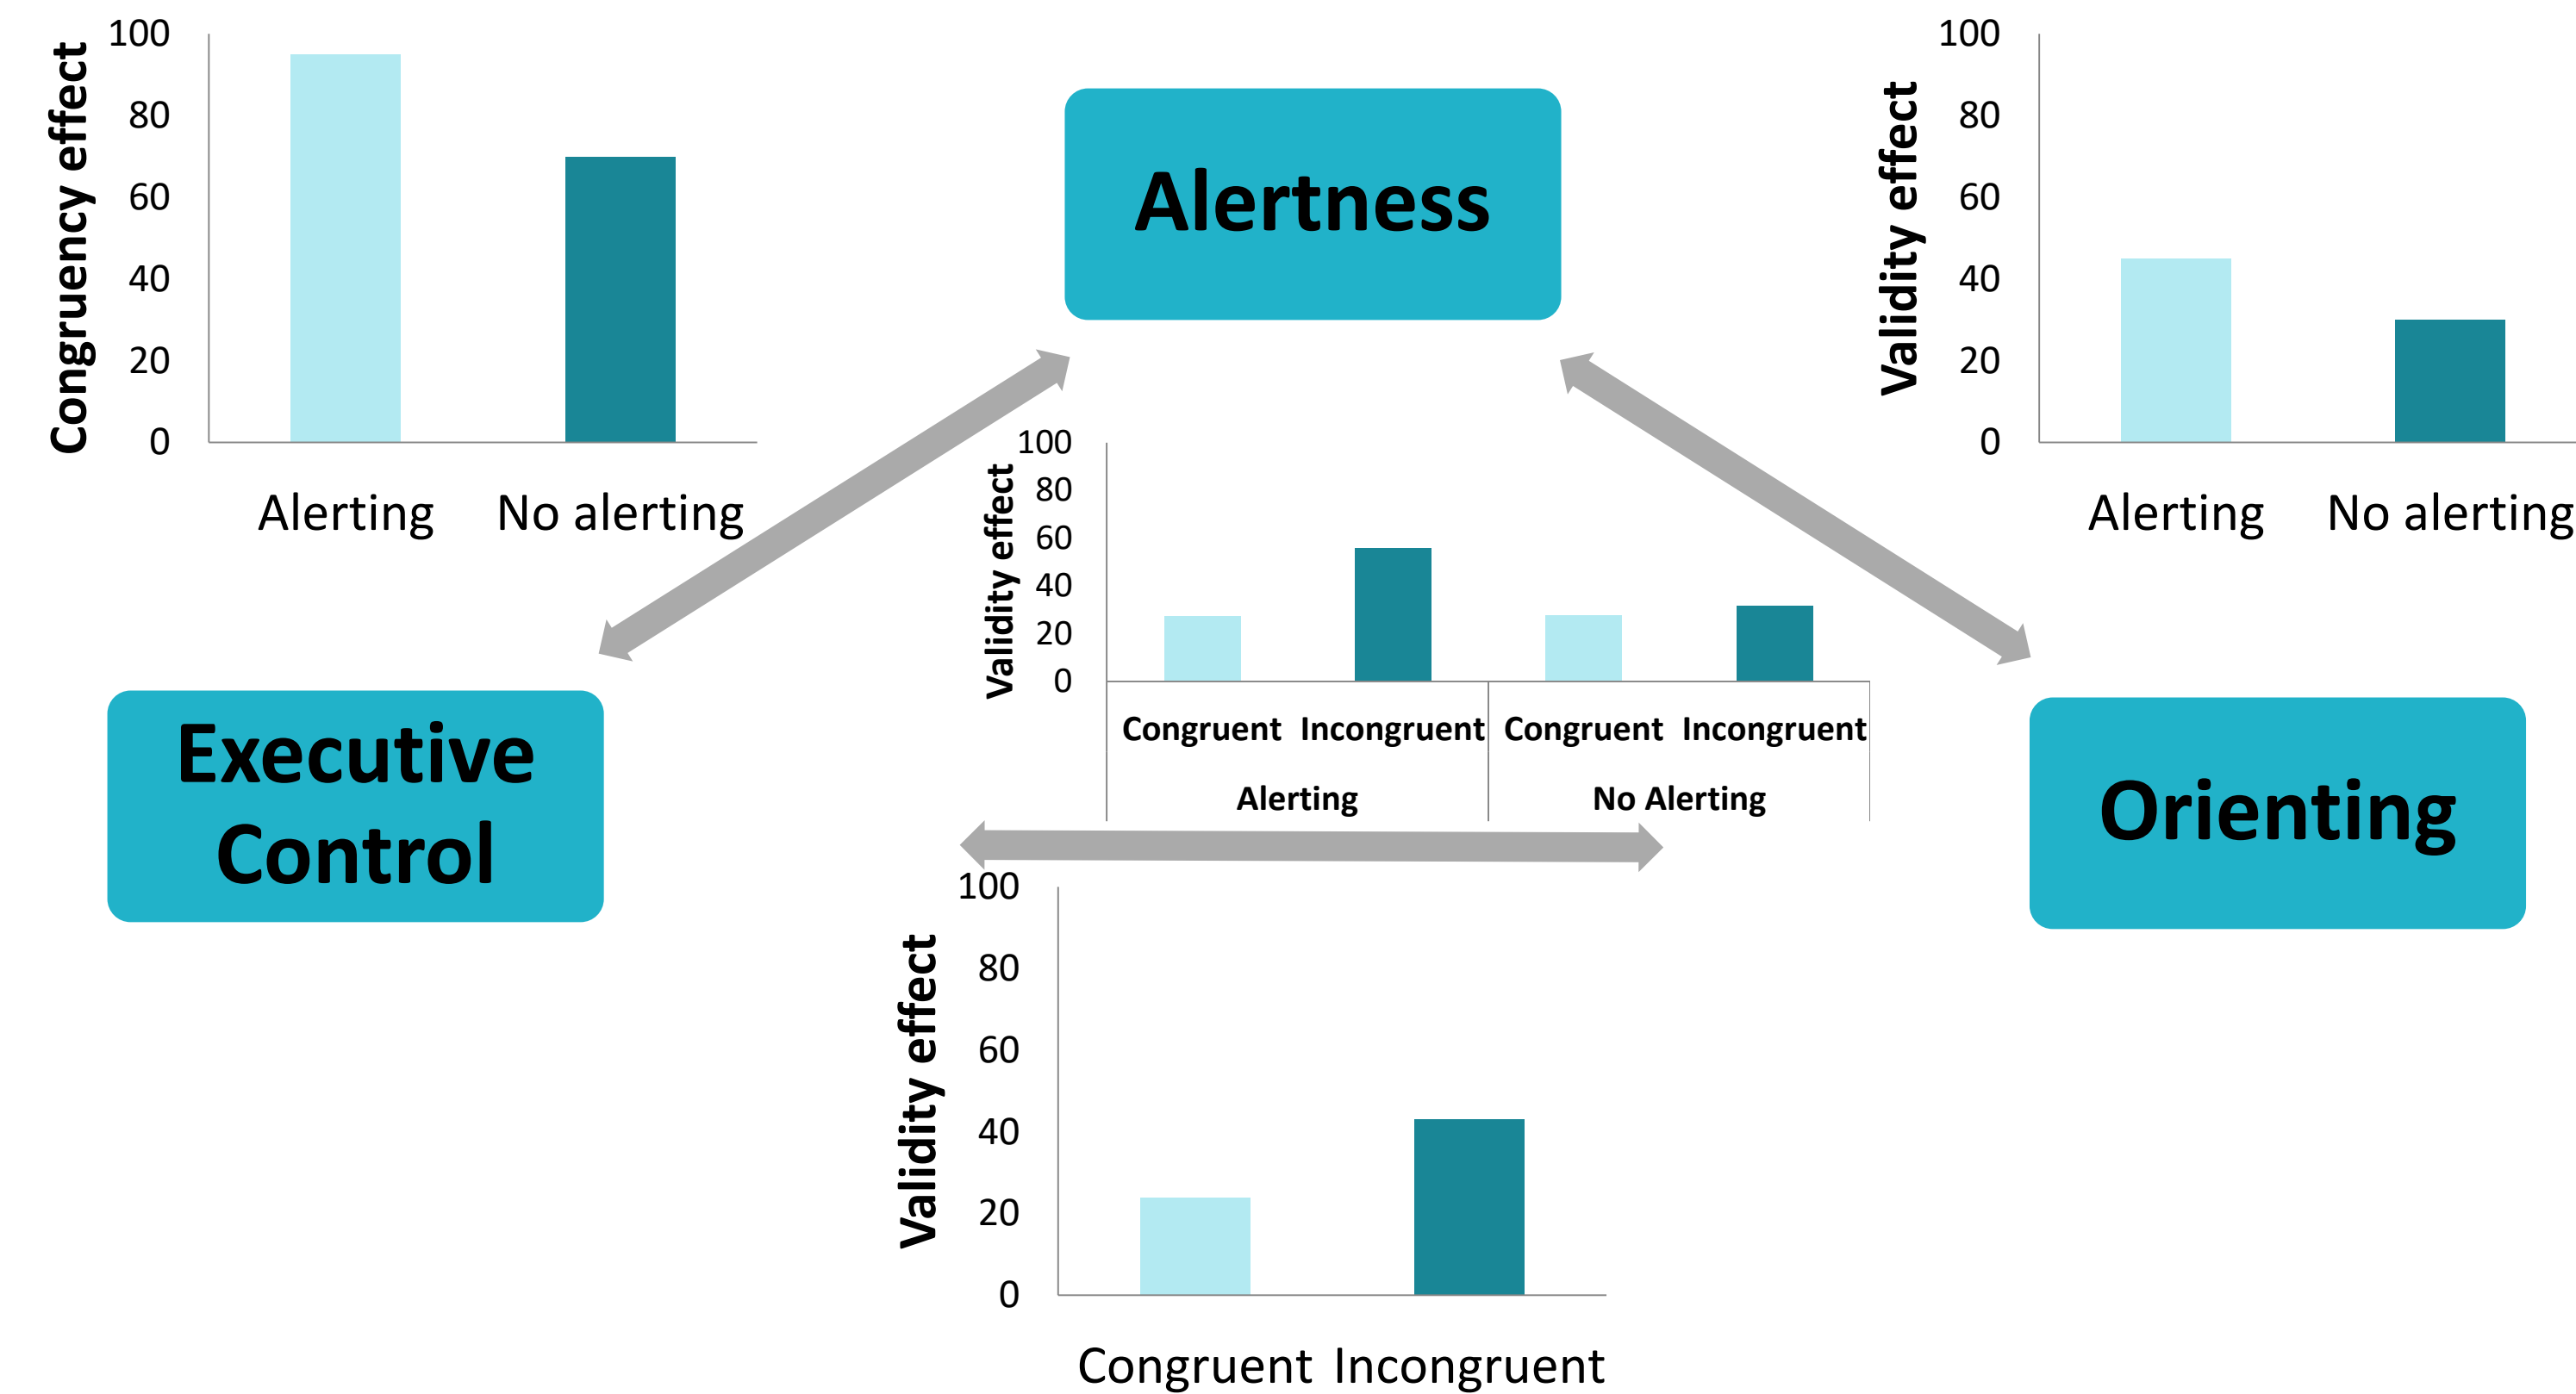 Congruency effect
100
80
60
40
20
0
Alerting No alerting
Alertness
Validity effect
100
80
60
40
20
0
Alerting No alerting
Validity effect
100
80
60
40
20
0
Congruent Incongruent Congruent Incongruent
Alerting No Alerting
Executive
Control
Orienting
Validity effect
100
80
60
40
20
0
Congruent Incongruent